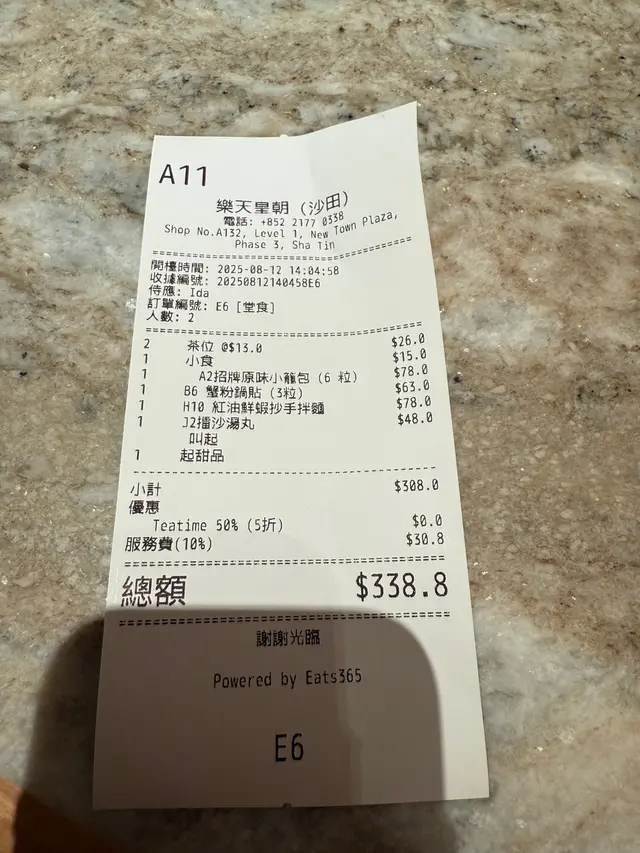 A11
樂天皇朝 (沙田)
電話: +852 2177 0338
Shop No.A132, Level 1, New Town Plaza,
Phase 3, Sha Tin
開檯時間: 2025-08-12 14:04:58
收據編號: 20250812140458E6
侍應: Ida
訂單編號: E6 [堂食]
人數: 2
2 茶位 @$13.0 $26.0
1 小食 $15.0
1 A2招牌原味小籠包 (6 粒) $78.0
1 B6 蟹粉鍋貼 (3粒) $63.0
1 H10 紅油鮮蝦抄手拌麵 $78.0
1 J2擂沙湯丸 $48.0
叫起
1 起甜品
小計 $308.0
優惠
Teatime 50% (5折) $0.0
服務費(10%) $30.8
總額 $338.8
謝謝光臨
Powered by Eats365
E6